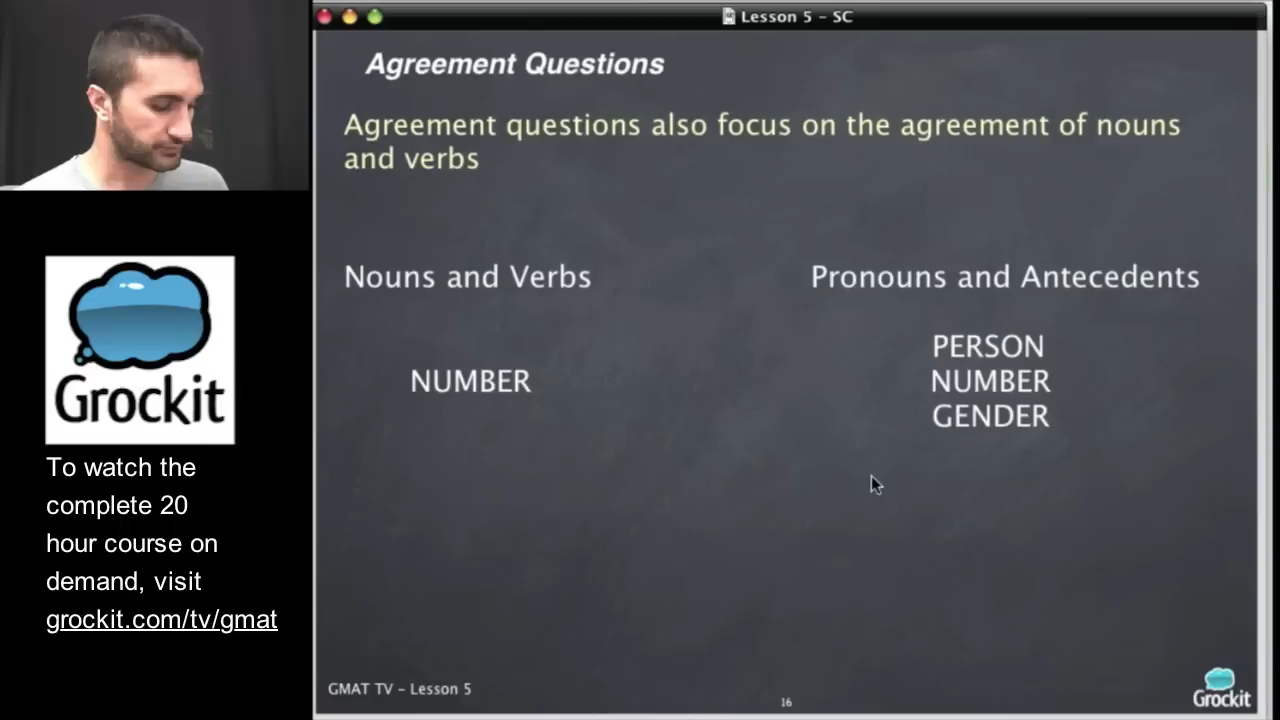 Lesson 5 – SC
Agreement Questions
Agreement questions also focus on the agreement of nouns
and verbs
Nouns and Verbs
Pronouns and Antecedents
NUMBER
PERSON
NUMBER
GENDER
Grockit
To watch the
complete 20
hour course on
demand, visit
grockit.com/tv/gmat
GMAT TV – Lesson 5
16
Grockit